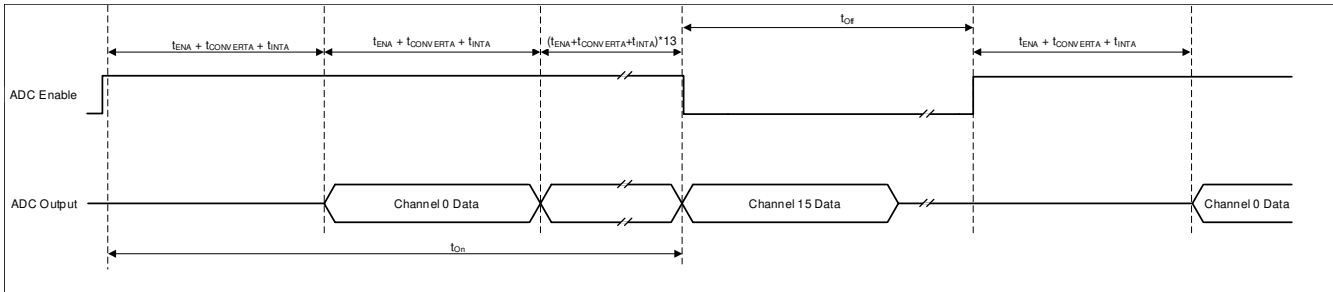 tOff
tENA + tCONVERTA + tINTA
tENA + tCONVERTA + tINTA
(tENA+tCONVERTA+tINTA)*13
tENA + tCONVERTA + tINTA
ADC Enable
ADC Output
Channel 0 Data
Channel 15 Data
Channel 0 Data
tOn